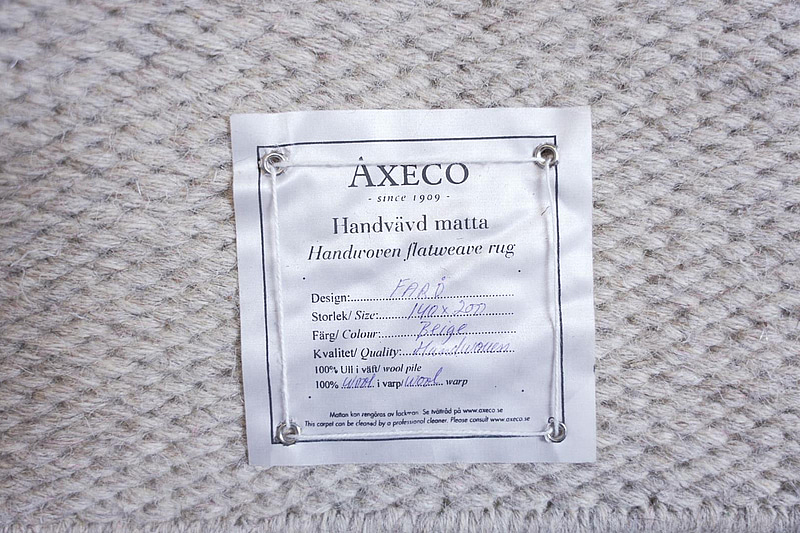 AXECO
- since 1909 -
Handvävd matta
Handwoven flatweave rug
Design:
Storlek/ Size: 140 x 200
Färg/ Colour: Beige
Kvalitet/ Quality: Handwoven
100% Ull i väft/ wool pile
100% wool i varp/ wool warp
Mattan kan rengöras av fackman. Se tvättråd på www.axeco.se
This carpet can be cleaned by a professional cleaner. Please consult www.axeco.se